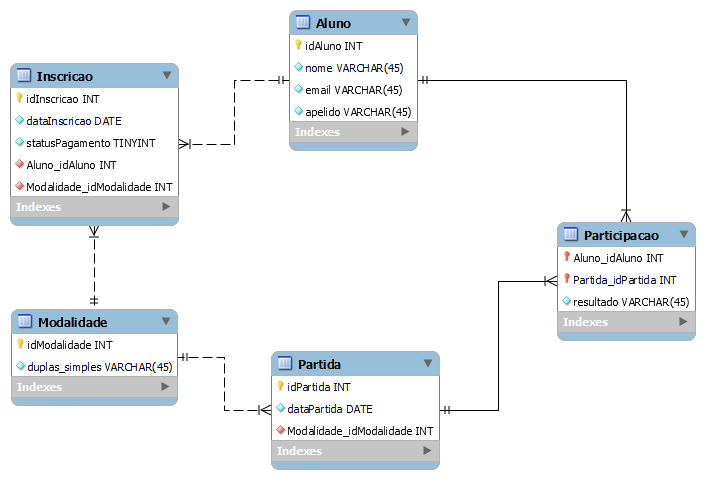 Aluno
idAluno INT
nome VARCHAR(45)
email VARCHAR(45)
apelido VARCHAR(45)
Indexes
Inscricao
idInscricao INT
dataInscricao DATE
statusPagamento TINYINT
Aluno_idAluno INT
Modalidade_idModalidade INT
Indexes
Participacao
Aluno_idAluno INT
Partida_idPartida INT
resultado VARCHAR(45)
Indexes
Modalidade
idModalidade INT
duplas_simples VARCHAR(45)
Indexes
Partida
idPartida INT
dataPartida DATE
Modalidade_idModalidade INT
Indexes